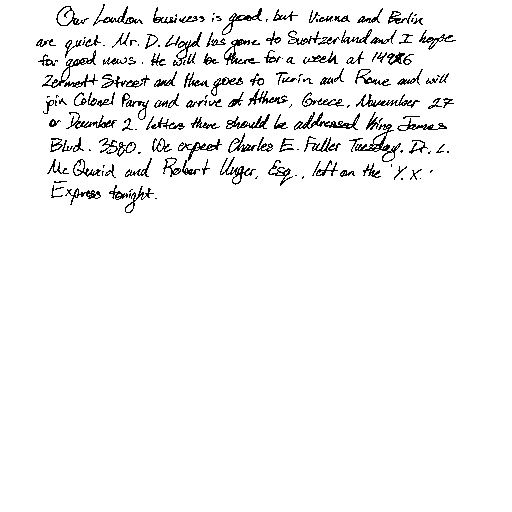 Our London business is good, but Vienna and Berlin
are quiet. Mr. D. Lloyd has gone to Switzerland and I hope
for good news. He will be there for a week at 1496
Zermott Street and then goes to Turin and Rome and will
join Colonel Parry and arrive at Athens, Greece, November 27
or December 2. Letters there should be addressed King James
Blvd. 3580. We expect Charles E. Fuller Tuesday. Dr. L.
Mc Quaid and Robert Unger, Esq., left on the 'Y.X.'
Express tonight.